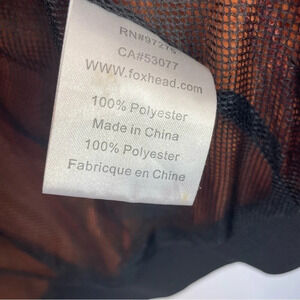 CA#53077
WWW.foxhead.com
100% Polyester
Made in China
100% Polyester
Fabricque en Chine